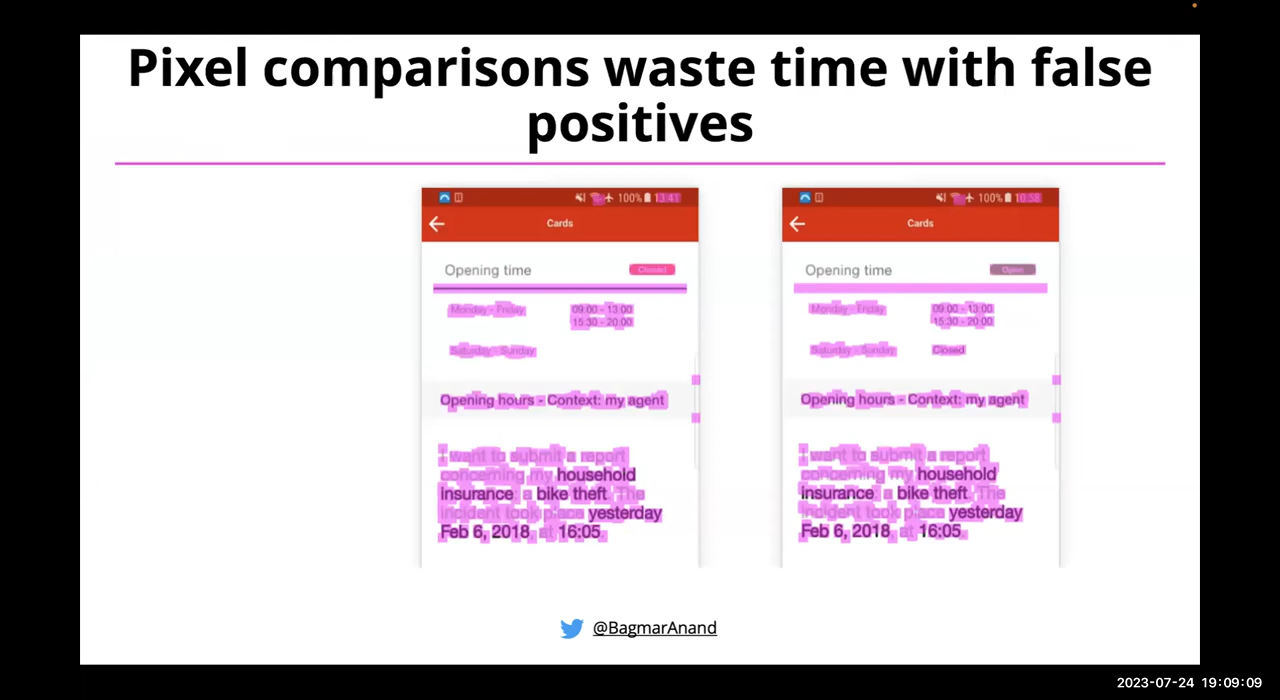 Pixel comparisons waste time with false
positives
100% 13:41
Cards
Opening time Closed
Monday - Friday 09:00 - 13:00
15:30 - 20:00
Saturday - Sunday
Opening hours - Context: my agent
I want to submit a report
concerning my household
insurance, a bike theft. The
incident took place yesterday
Feb 6, 2018, at 16:05.
100% 10:58
Cards
Opening time Open
Monday - Friday 09:00 - 13:00
15:30 - 20:00
Saturday - Sunday Closed
Opening hours - Context: my agent
I want to submit a report
concerning my household
insurance, a bike theft. The
incident took place yesterday
Feb 6, 2018, at 16:05.
@BagmarAnand
2023-07-24 19:09:09